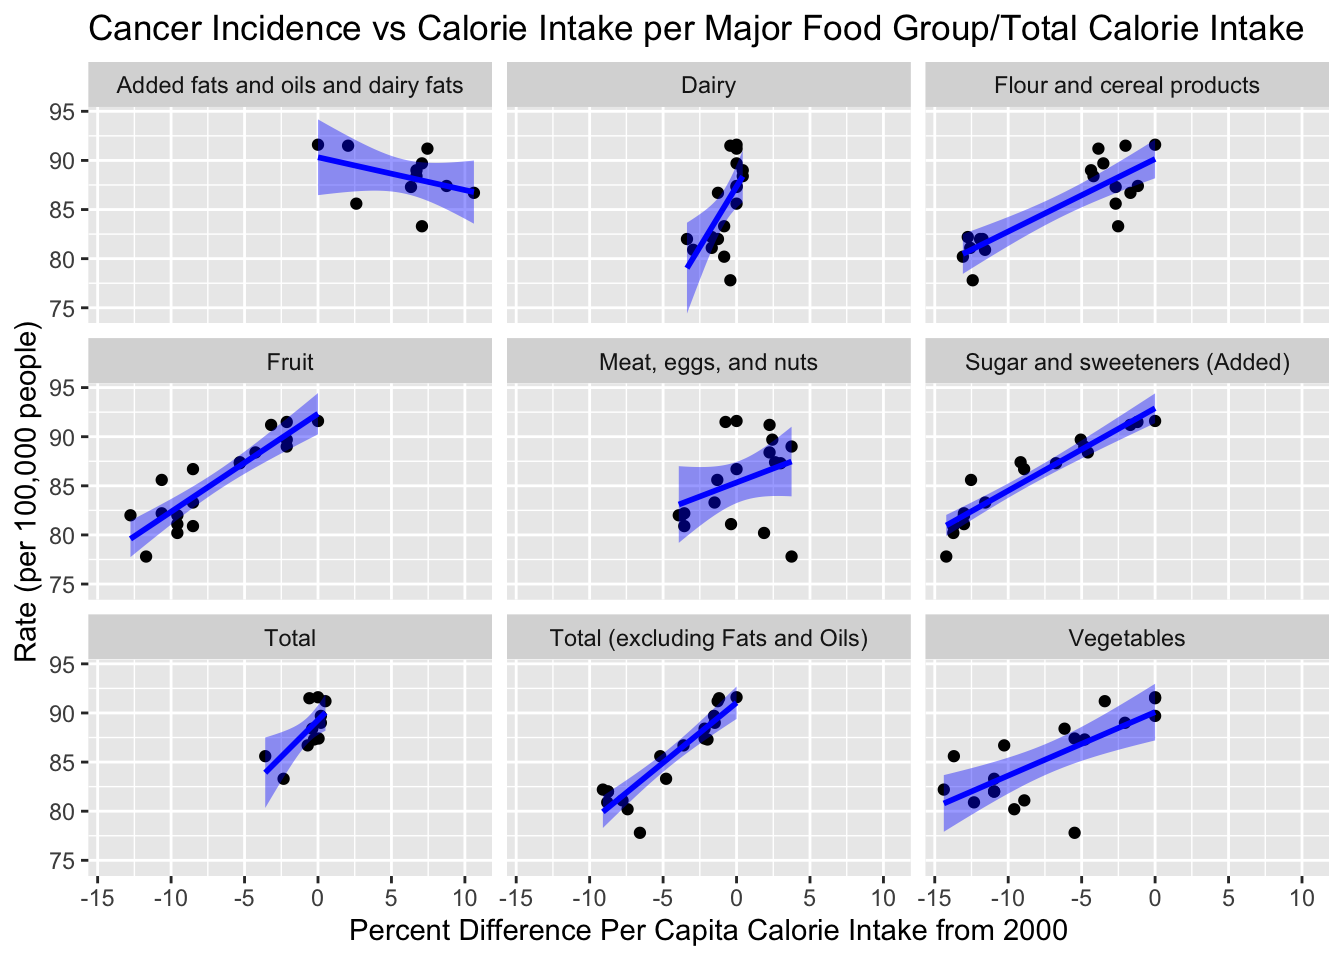 Cancer Incidence vs Calorie Intake per Major Food Group/Total Calorie Intake
Added fats and oils and dairy fats
Dairy
Flour and cereal products
95
90
85
80
75
Fruit
Meat, eggs, and nuts
Sugar and sweeteners (Added)
95
90
85
80
75
Rate (per 100,000 people)
Total
Total (excluding Fats and Oils)
Vegetables
95
90
85
80
75
-15 -10 -5 0 5 10 -15 -10 -5 0 5 10 -15 -10 -5 0 5 10
Percent Difference Per Capita Calorie Intake from 2000